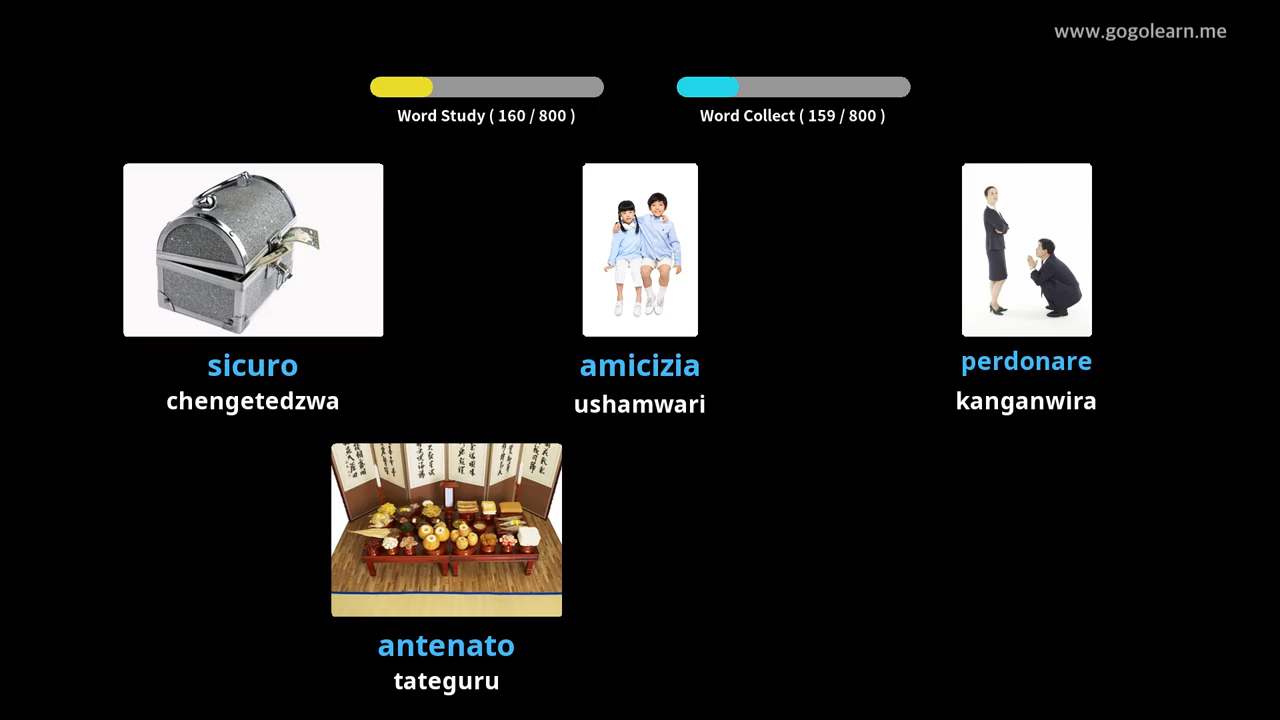 www.gogolearn.me
Word Study ( 160 / 800 )
Word Collect ( 159 / 800 )
sicuro
chengetedzwa
amicizia
ushamwari
perdonare
kanganwira
antenato
tateguru